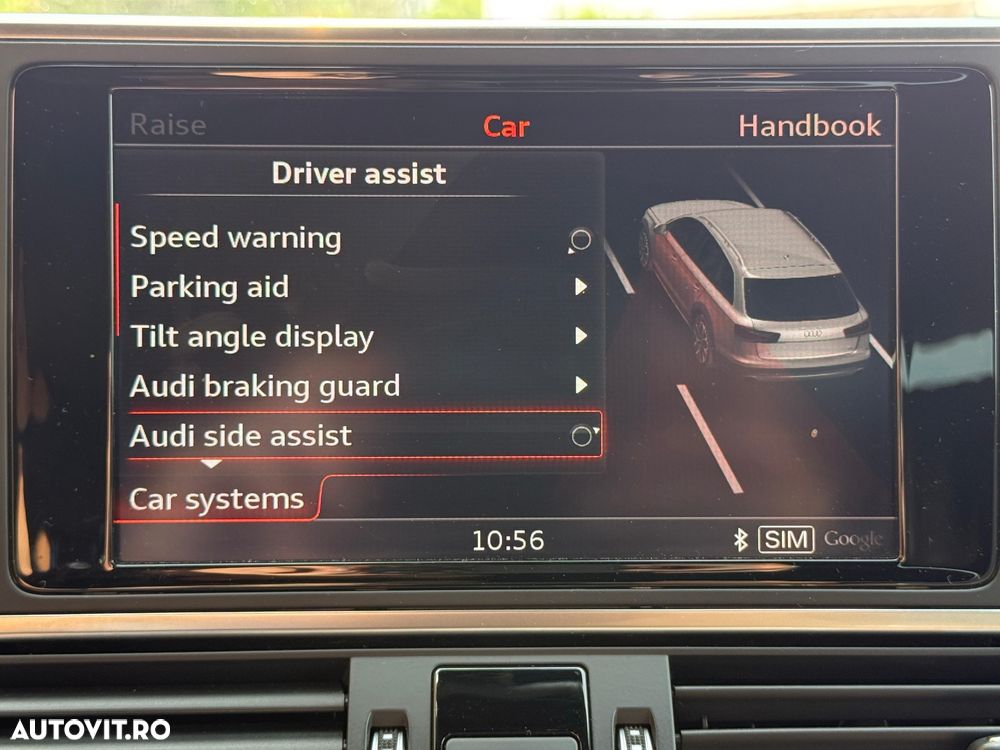 Raise Car Handbook
Driver assist
Speed warning
Parking aid
Tilt angle display
Audi braking guard
Audi side assist
Car systems
10:56 SIM Google
AUTOVIT.RO